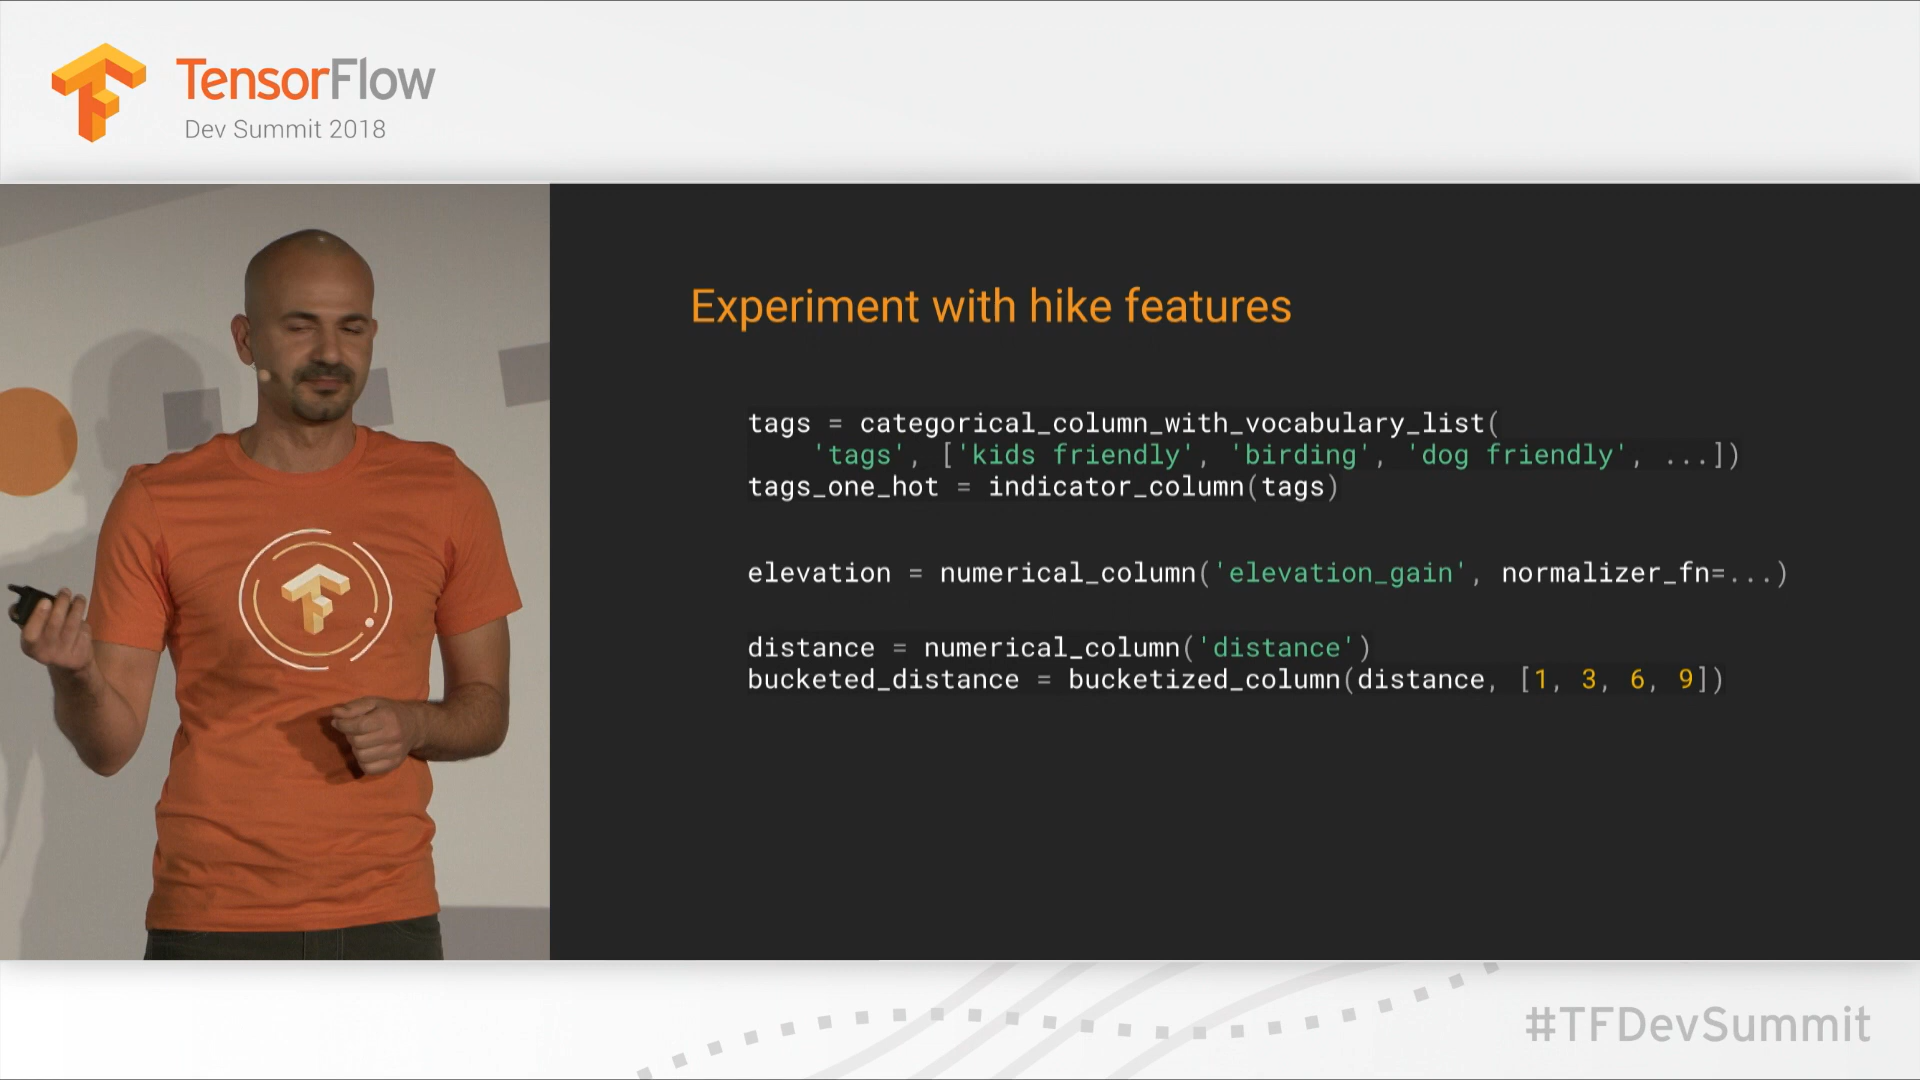 TensorFlow
Dev Summit 2018
Experiment with hike features
tags = categorical_column_with_vocabulary_list(
'tags', ['kids friendly', 'birding', 'dog friendly', ...])
tags_one_hot = indicator_column(tags)
elevation = numerical_column('elevation_gain', normalizer_fn=...)
distance = numerical_column('distance')
bucketed_distance = bucketized_column(distance, [1, 3, 6, 9])
#TFDevSummit